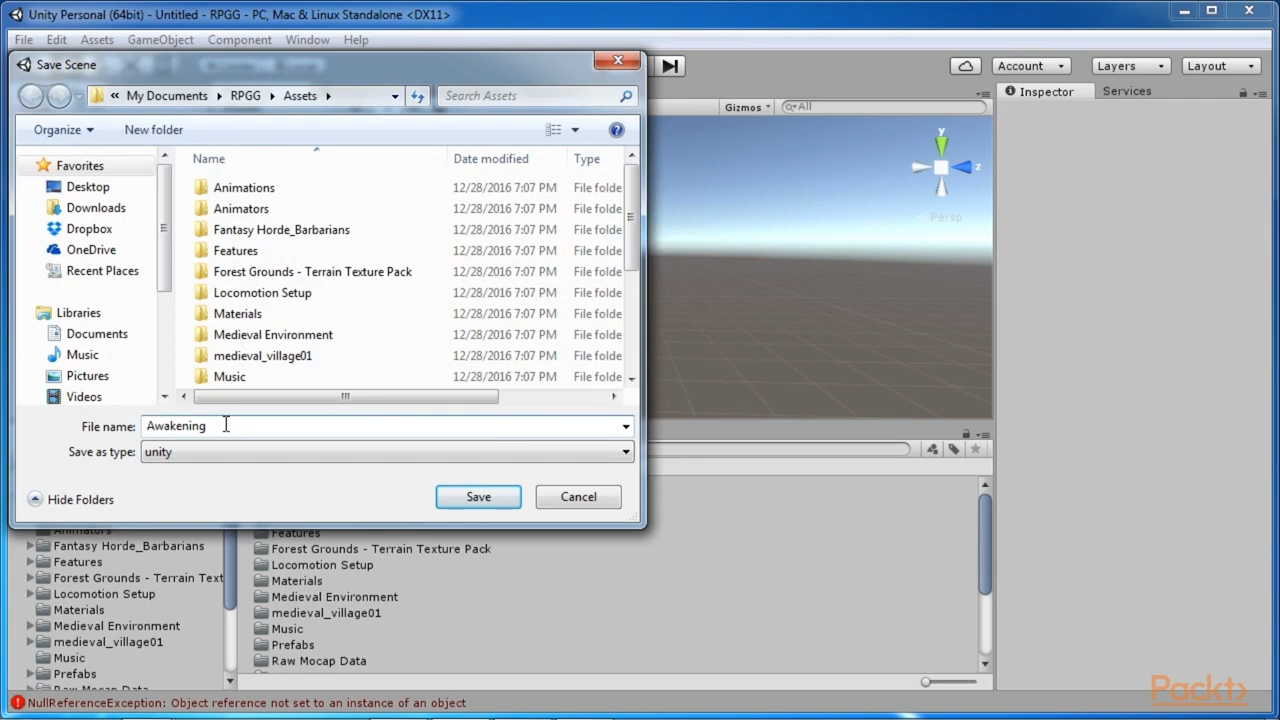 Unity Personal (64bit) - Untitled - RPGG - PC, Mac & Linux Standalone <DX11>
File Edit Assets GameObject Component Window Help
Save Scene
Account Layers Layout
My Documents RPGG Assets Search Assets
Gizmos All Inspector Services
Organize New folder
Name Date modified Type
Favorites
Desktop
Downloads
Dropbox
OneDrive
Recent Places
Libraries
Documents
Music
Pictures
Videos
Animations 12/28/2016 7:07 PM File folde
Animators 12/28/2016 7:07 PM File folde
Fantasy Horde_Barbarians 12/28/2016 7:07 PM File folde
Features 12/28/2016 7:07 PM File folde
Forest Grounds - Terrain Texture Pack 12/28/2016 7:07 PM File folde
Locomotion Setup 12/28/2016 7:07 PM File folde
Materials 12/28/2016 7:07 PM File folde
Medieval Environment 12/28/2016 7:07 PM File folde
medieval_village01 12/28/2016 7:07 PM File folde
Music 12/28/2016 7:07 PM File folde
y
z
Persp
File name: Awakening
Save as type: unity
Hide Folders Save Cancel
Animators
Fantasy Horde_Barbarians
Features
Forest Grounds - Terrain Text
Locomotion Setup
Materials
Medieval Environment
medieval_village01
Music
Prefabs
Raw Mocap Data
Features
Forest Grounds - Terrain Texture Pack
Locomotion Setup
Materials
Medieval Environment
medieval_village01
Music
Prefabs
Raw Mocap Data
NullReferenceException: Object reference not set to an instance of an object
Packt>